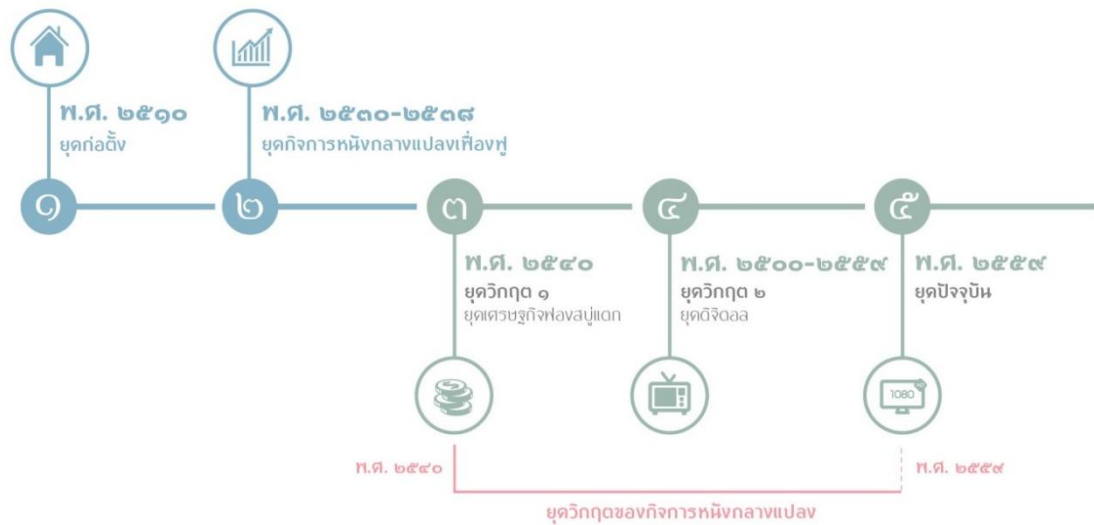 พ.ศ. ๒๕๑๐
ยุคก่อตั้ง
พ.ศ. ๒๕๓๐-๒๕๓๘
ยุคกิจการหนังกลางแปลงเฟื่องฟู
๑
๒
๓
๔
๕
พ.ศ. ๒๕๔๐
ยุควิกฤต ๑
ยุคเศรษฐกิจฟองสบู่แตก
พ.ศ. ๒๕๐๐-๒๕๕๙
ยุควิกฤต ๒
ยุคดิจิตอล
พ.ศ. ๒๕๕๙
ยุคปัจจุบัน
1080
พ.ศ. ๒๕๔๐
พ.ศ. ๒๕๕๙
ยุควิกฤตของกิจการหนังกลางแปลง